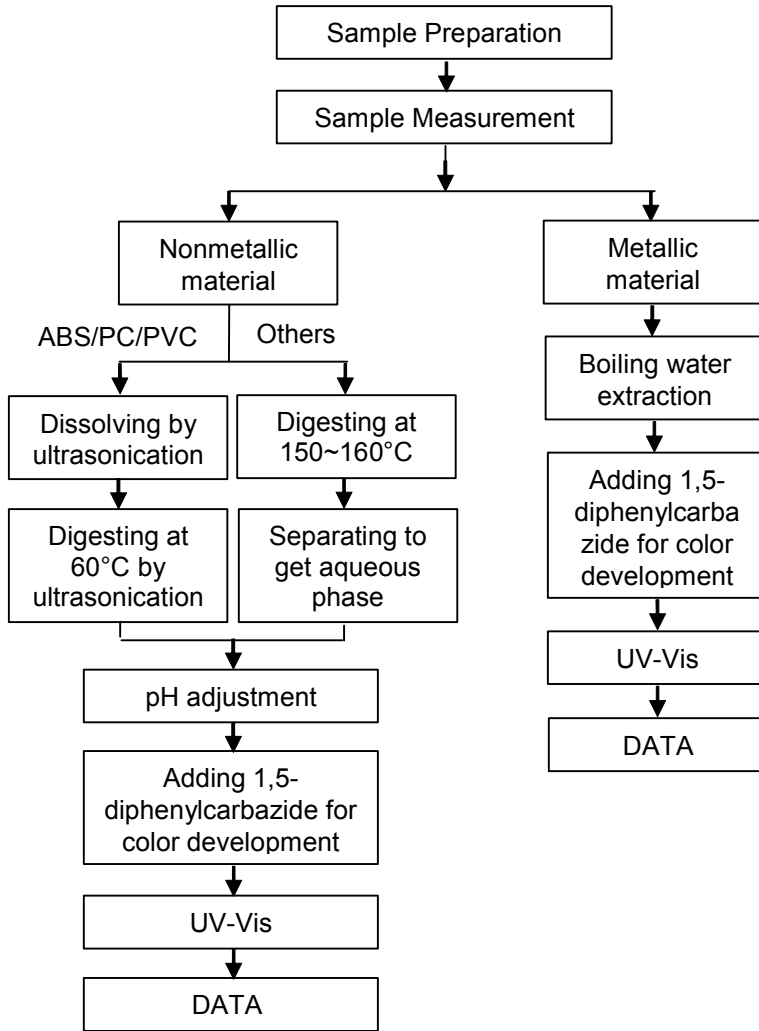 Sample Preparation
Sample Measurement
Nonmetallic
material
Metallic
material
ABS/PC/PVC
Others
Boiling water
extraction
Dissolving by
ultrasonication
Digesting at
150~160°C
Adding 1,5-
diphenylcarba
zide for color
development
Digesting at
60°C by
ultrasonication
Separating to
get aqueous
phase
UV-Vis
pH adjustment
DATA
Adding 1,5-
diphenylcarbazide for
color development
UV-Vis
DATA